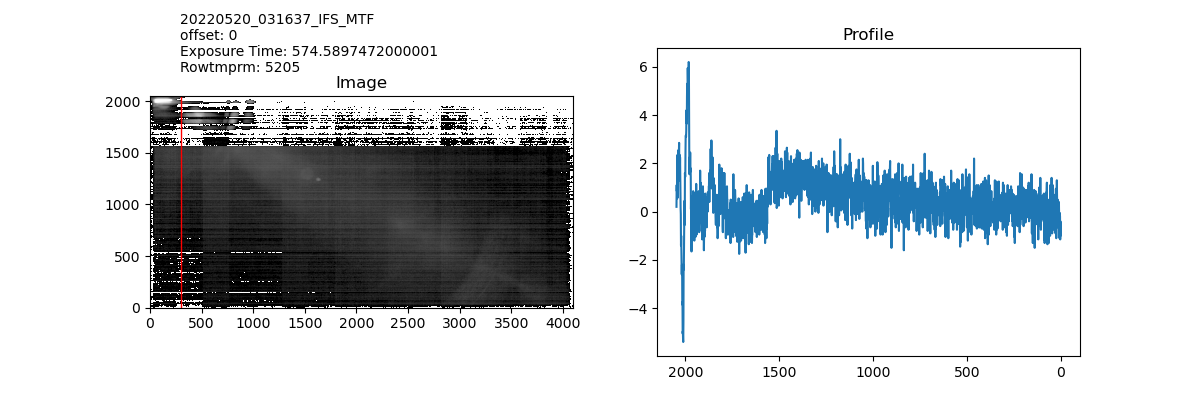 20220520_031637_IFS_MTF
offset: 0
Exposure Time: 574.5897472000001
Rowtmprm: 5205
Image
2000
1500
1000
500
0
0 500 1000 1500 2000 2500 3000 3500 4000
Profile
6
4
2
0
−2
−4
2000 1500 1000 500 0